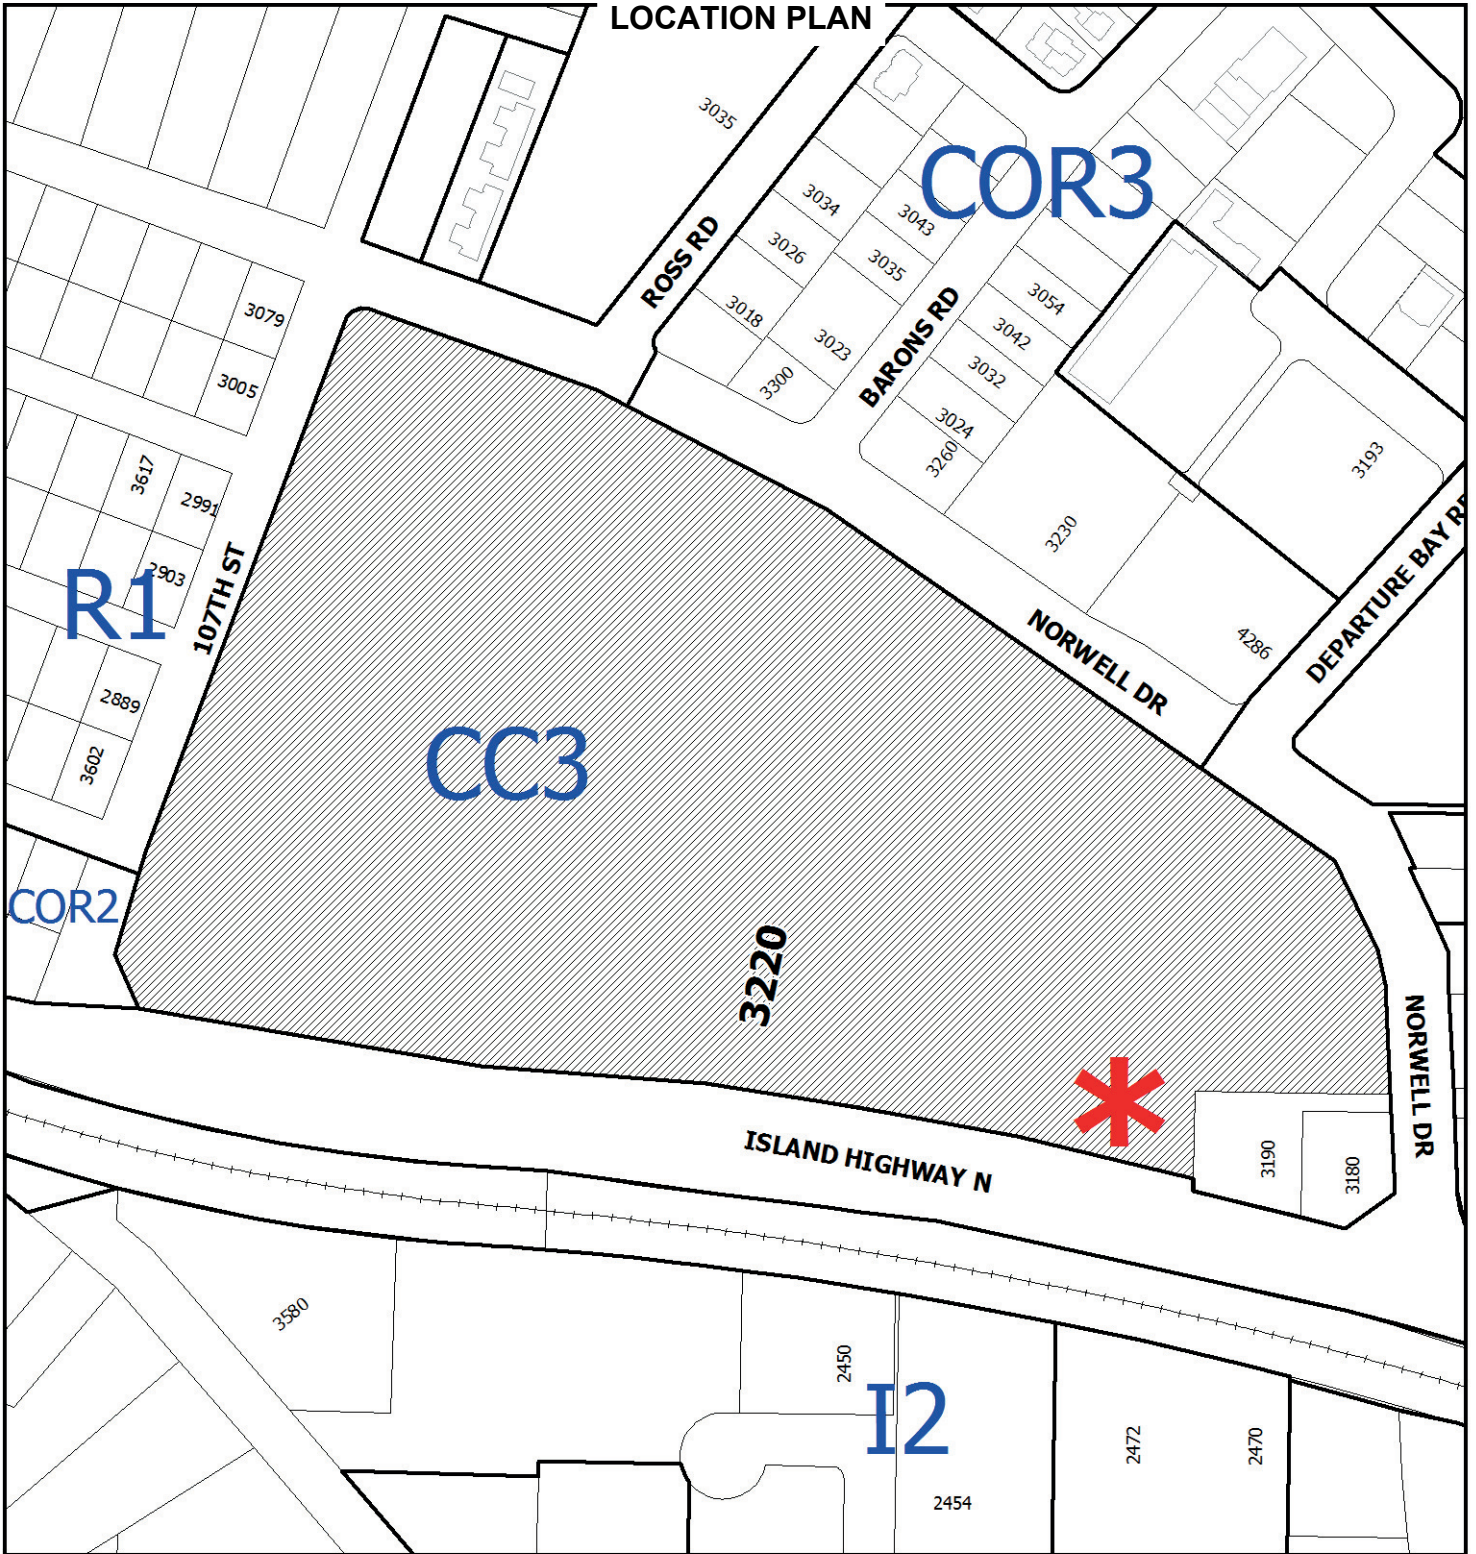 LOCATION PLAN
3035
ROSS RD
COR3
3034
3043
3026
3035
3018
3023
3300
BARONS RD
3054
3042
3032
3024
3260
3230
3193
4286
DEPARTURE BAY RD
NORWELL DR
3079
3005
3617
2991
2903
R1
107TH ST
2889
3602
COR2
CC3
3220
*
NORWELL DR
3190
3180
ISLAND HIGHWAY N
3580
2450
I2
2454
2472
2470